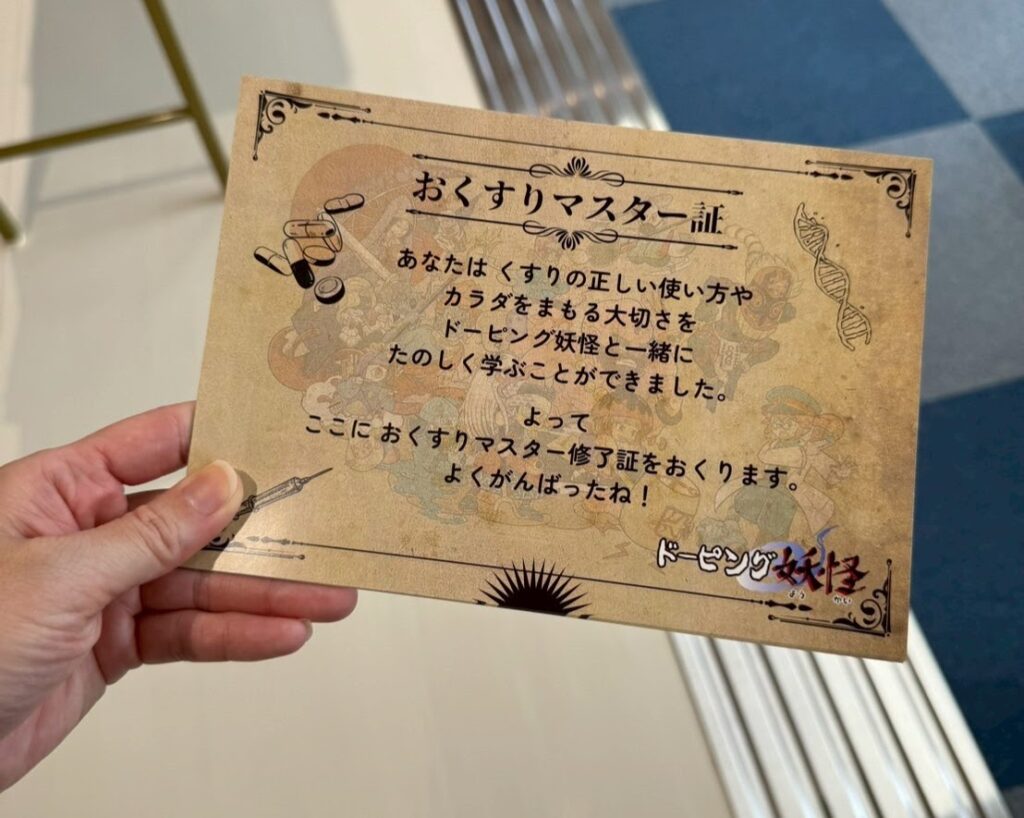 おくすりマスター証
あなたは くすりの正しい使い方や
カラダをまもる大切さを
ドーピング妖怪と一緒に
たのしく学ぶことができました。
よって
ここに おくすりマスター修了証をおくります。
よくがんばったね！
ドーピング妖怪
よう かい